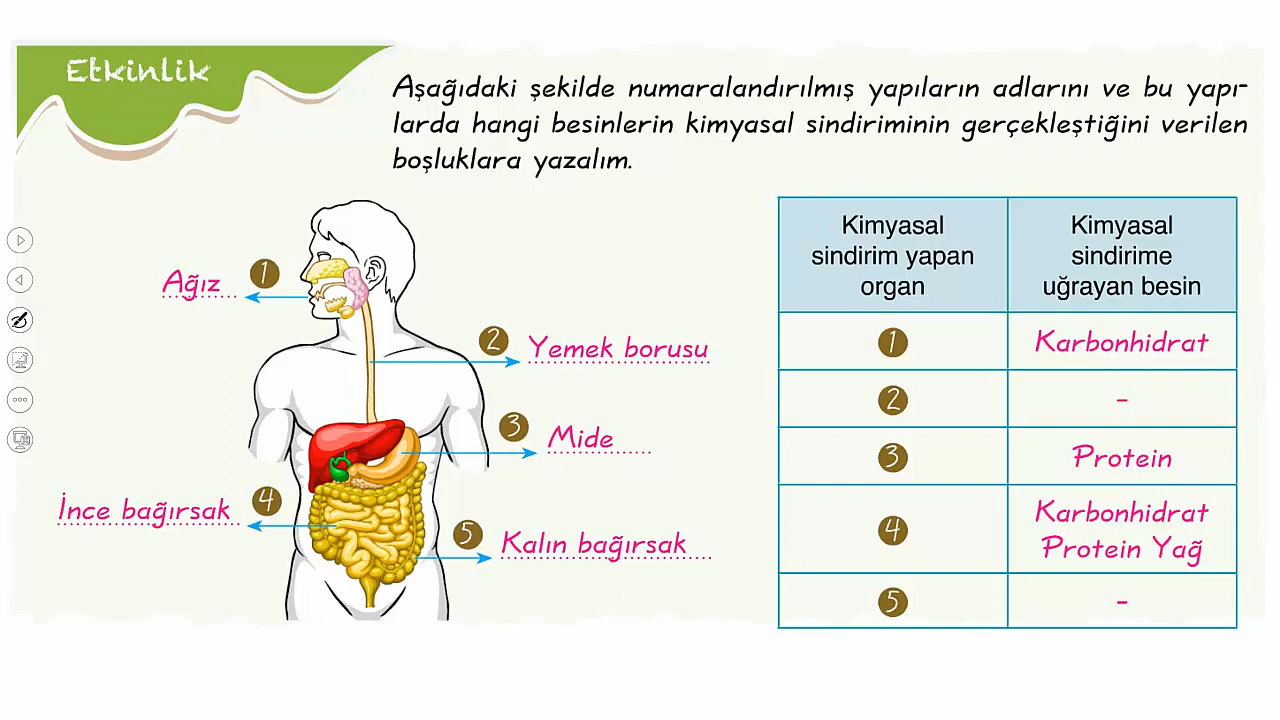 Etkinlik
Aşağıdaki şekilde numaralandırılmış yapıların adlarını ve bu yapı-
larda hangi besinlerin kimyasal sindiriminin gerçekleştiğini verilen
boşluklara yazalım.
1
Ağız
2
Yemek borusu
3
Mide
4
İnce bağırsak
5
Kalın bağırsak
Kimyasal
sindirim yapan
organ
Kimyasal
sindirime
uğrayan besin
1
Karbonhidrat
2
-
3
Protein
4
Karbonhidrat
Protein Yağ
5
-